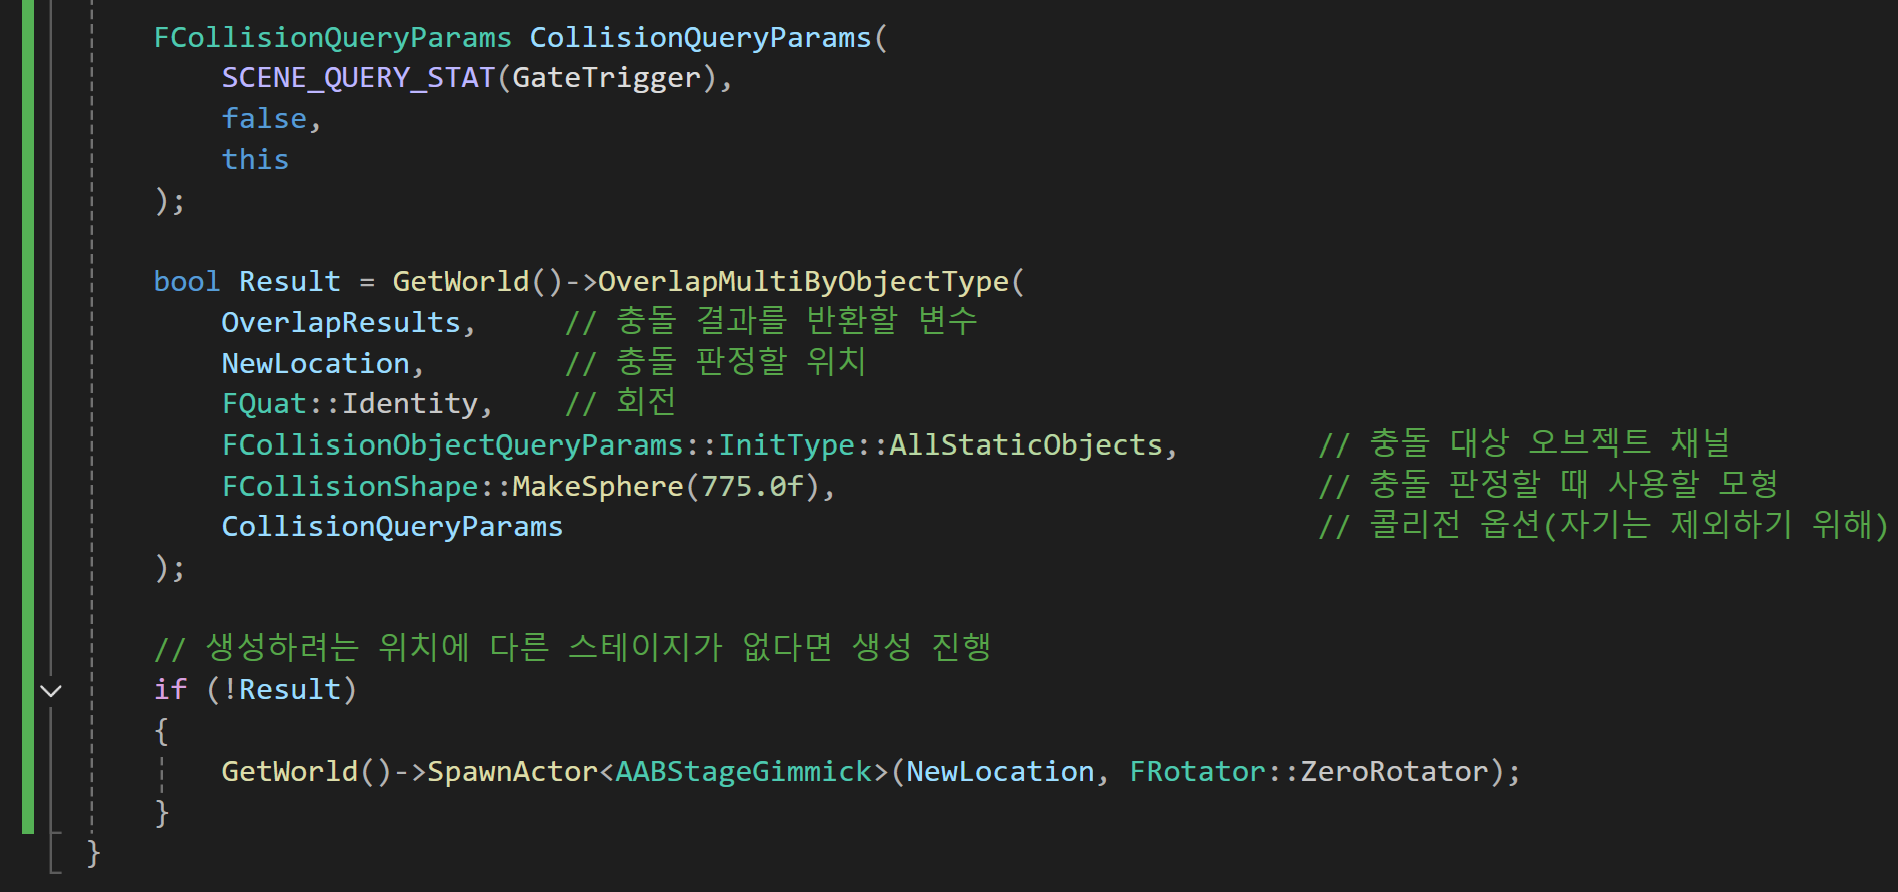 FCollisionQueryParams CollisionQueryParams(
SCENE_QUERY_STAT(GateTrigger),
false,
this
);
bool Result = GetWorld()->OverlapMultiByObjectType(
OverlapResults, // 충돌 결과를 반환할 변수
NewLocation, // 충돌 판정할 위치
FQuat::Identity, // 회전
FCollisionObjectQueryParams::InitType::AllStaticObjects, // 충돌 대상 오브젝트 채널
FCollisionShape::MakeSphere(775.0f), // 충돌 판정할 때 사용할 모형
CollisionQueryParams // 콜리전 옵션(자기는 제외하기 위해)
);
// 생성하려는 위치에 다른 스테이지가 없다면 생성 진행
if (!Result)
{
GetWorld()->SpawnActor<AABStageGimmick>(NewLocation, FRotator::ZeroRotator);
}
}